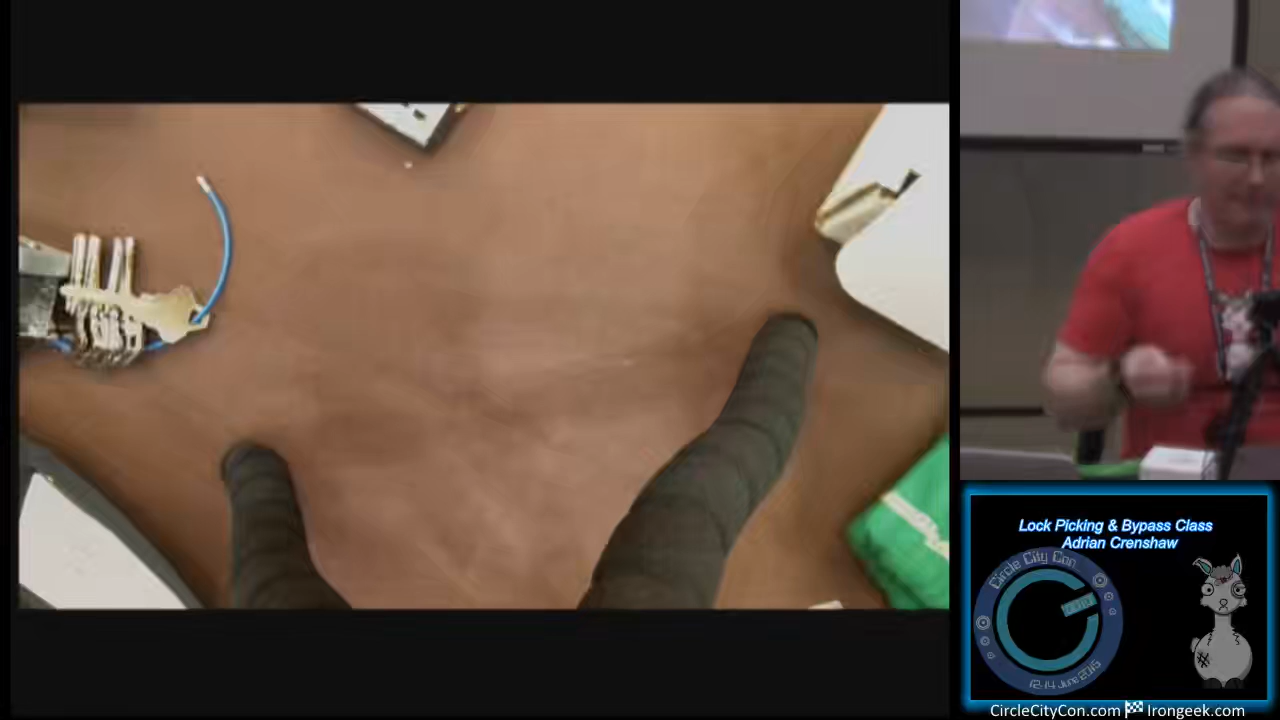 Lock Picking & Bypass Class
Adrian Crenshaw
Circle City Con
12-14 June 2015
CircleCityCon.com Irongeek.com